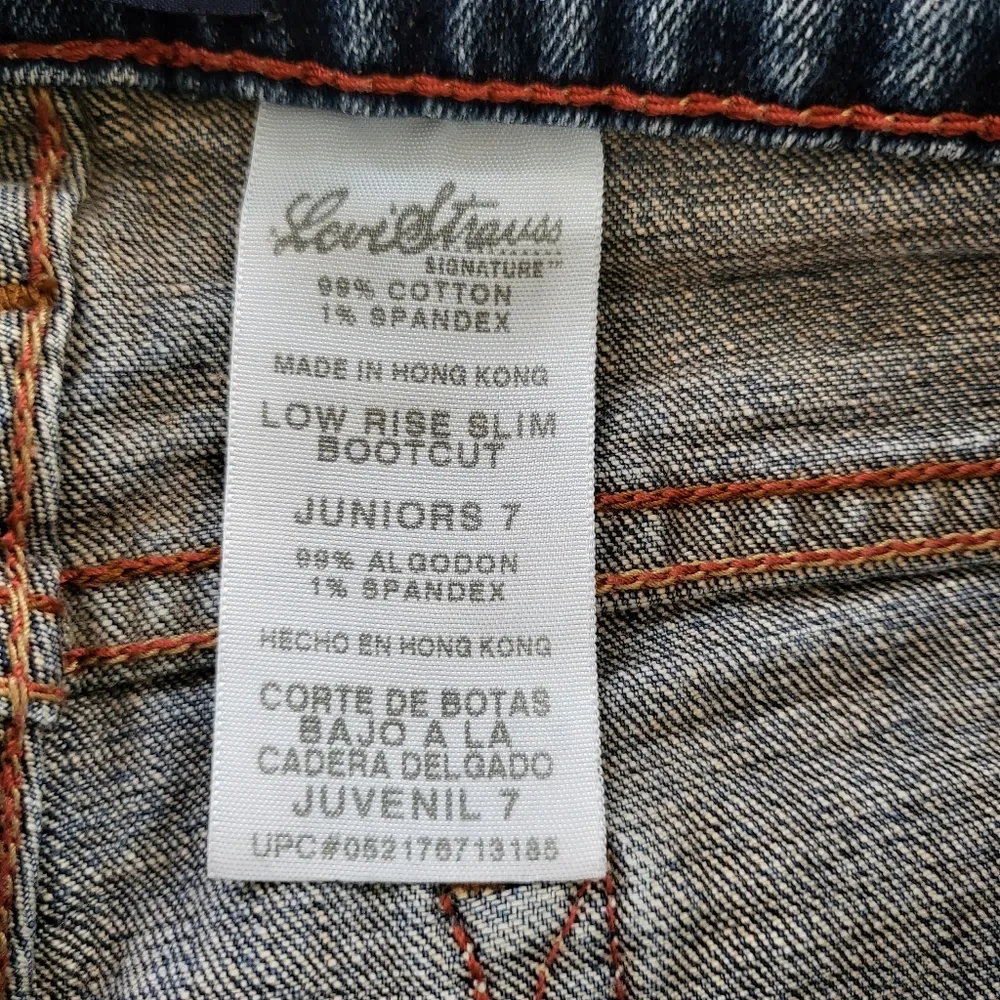 Levi Strauss
SIGNATURE™
99% COTTON
1% SPANDEX
MADE IN HONG KONG
LOW RISE SLIM
BOOTCUT
JUNIORS 7
99% ALGODON
1% SPANDEX
HECHO EN HONG KONG
CORTE DE BOTAS
BAJO A LA
CADERA DELGADO
JUVENIL 7
UPC#052176713185